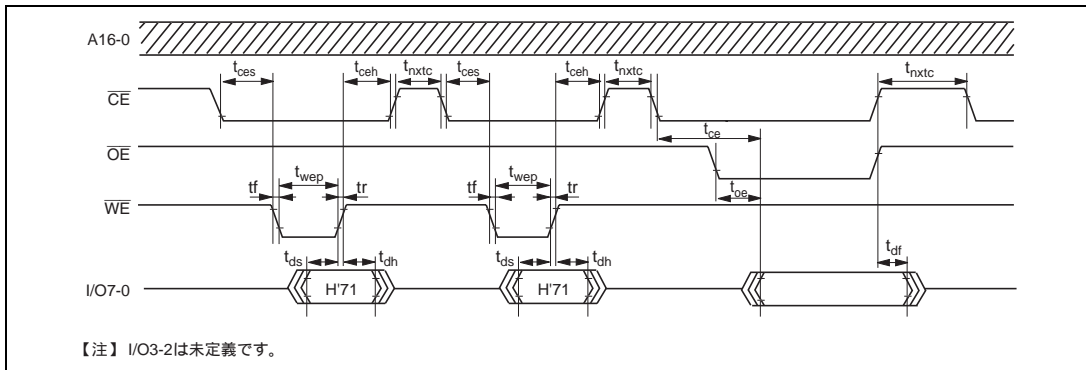 A16-0
tces tceh tnxtc tces tceh tnxtc tnxtc
CE
tce
OE
tf twep tr tf twep tr toe
WE
tds tdh tds tdh tdf
I/O7-0 H'71 H'71
【注】 I/O3-2は未定義です。